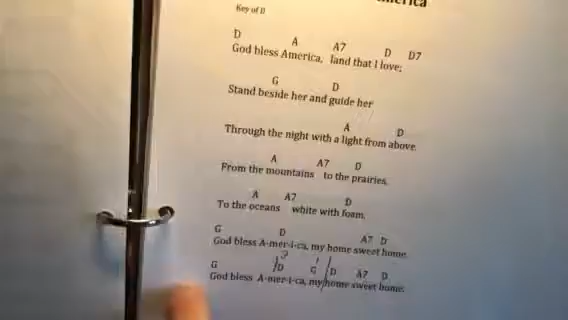 Key of D
D A A7 D D7
God bless America, land that I love;
G D
Stand beside her and guide her
A D
Through the night with a light from above.
A A7 D
From the mountains to the prairies,
A A7 D
To the oceans white with foam.
G D A7 D
God bless A-mer-i-ca, my home sweet home.
G D G D A7 D
God bless A-mer-i-ca, my home sweet home.